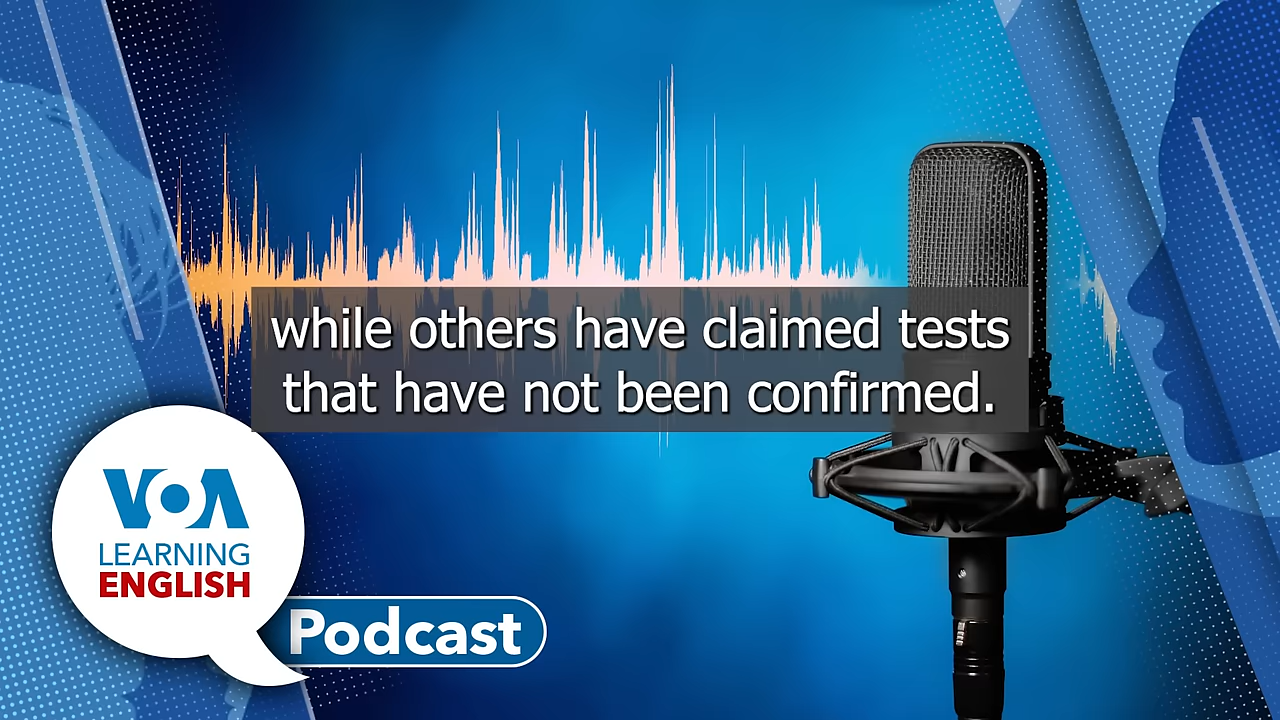 while others have claimed tests
that have not been confirmed.
VOA
LEARNING
ENGLISH
Podcast